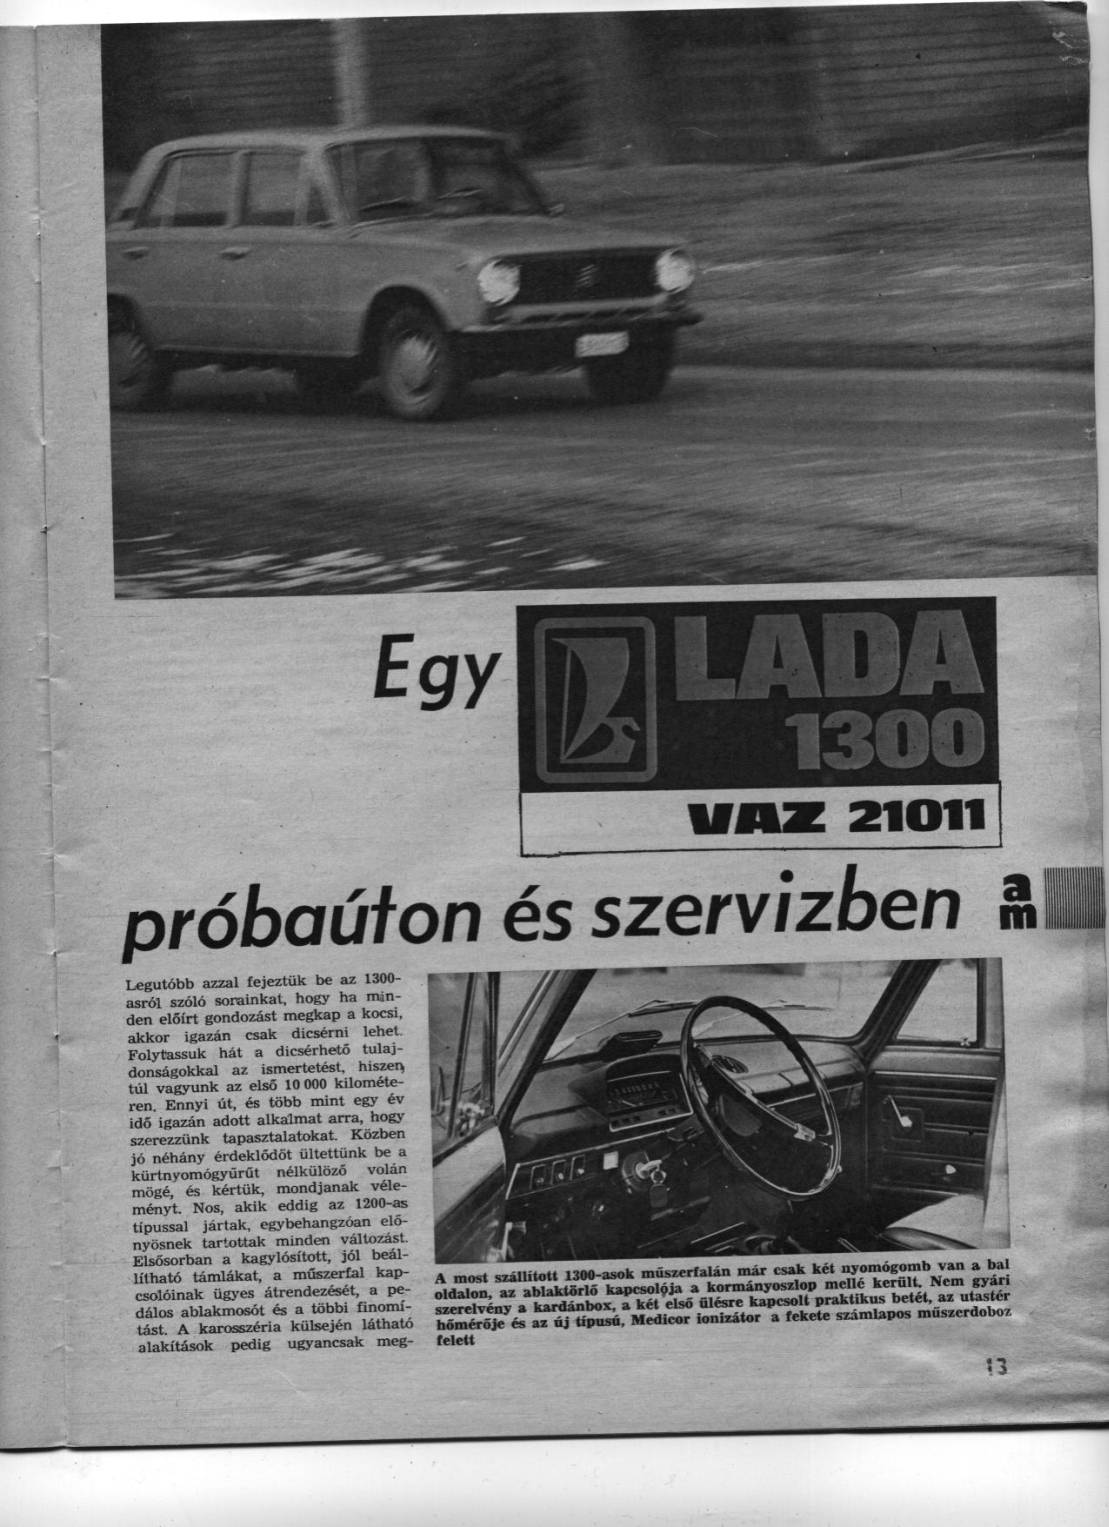 Egy
LADA
1300
VAZ 21011
próbaúton és szervizben
am
Legutóbb azzal fejeztük be az 1300-
asról szóló sorainkat, hogy ha min-
den előírt gondozást megkap a kocsi,
akkor igazán csak dicsérni lehet.
Folytassuk hát a dicsérhető tulaj-
donságokkal az ismertetést, hiszen
túl vagyunk az első 10 000 kilométe-
ren. Ennyi út, és több mint egy év
idő igazán adott alkalmat arra, hogy
szerezzünk tapasztalatokat. Közben
jó néhány érdeklődőt ültettünk be a
kürtnyomógyűrűt nélkülöző volán
mögé, és kértük, mondjanak véle-
ményt. Nos, akik eddig az 1200-as
típussal jártak, egybehangzóan elő-
nyösnek tartottak minden változást.
Elsősorban a kagylósított, jól beál-
lítható támlákat, a műszerfal kap-
csolóinak ügyes átrendezését, a pe-
dálos ablakmosót és a többi finomí-
tást. A karosszéria külsején látható
alakítások pedig ugyancsak meg-
A most szállított 1300-asok műszerfalán már csak két nyomógomb van a bal
oldalon, az ablaktörlő kapcsolója a kormányoszlop mellé került. Nem gyári
szerelvény a kardánbox, a két első ülésre kapcsolt praktikus betét, az utastér
hőmérője és az új típusú, Medicor ionizátor a fekete számlapos műszerdoboz
felett
13